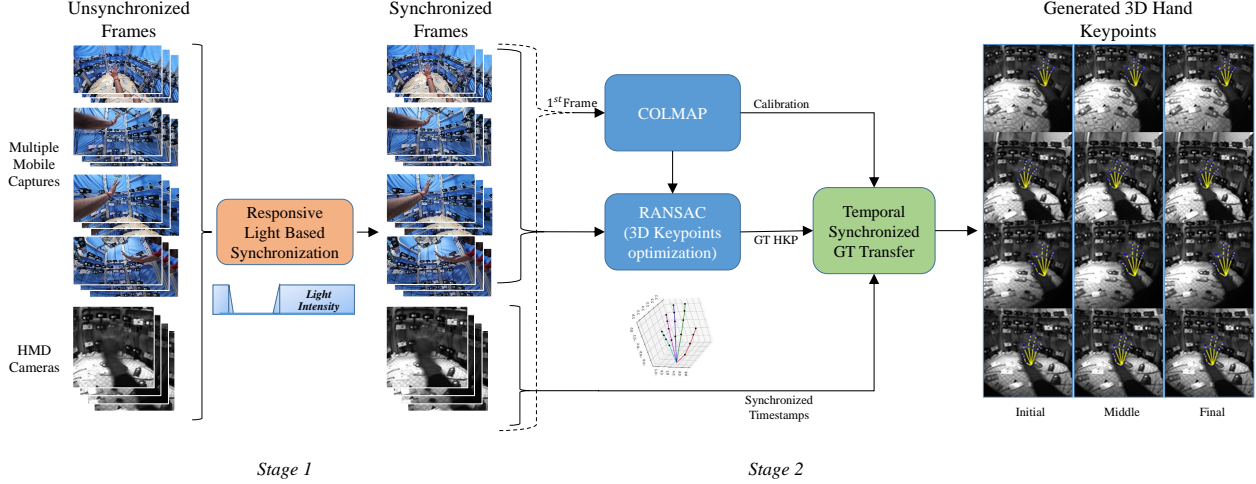 Unsynchronized
Frames
Synchronized
Frames
Generated 3D Hand
Keypoints
Multiple
Mobile
Captures
HMD
Cameras
Responsive
Light Based
Synchronization
Light
Intensity
1st Frame
COLMAP
Calibration
RANSAC
(3D Keypoints
optimization)
GT HKP
Temporal
Synchronized
GT Transfer
Synchronized
Timestamps
Initial
Middle
Final
Stage 1
Stage 2